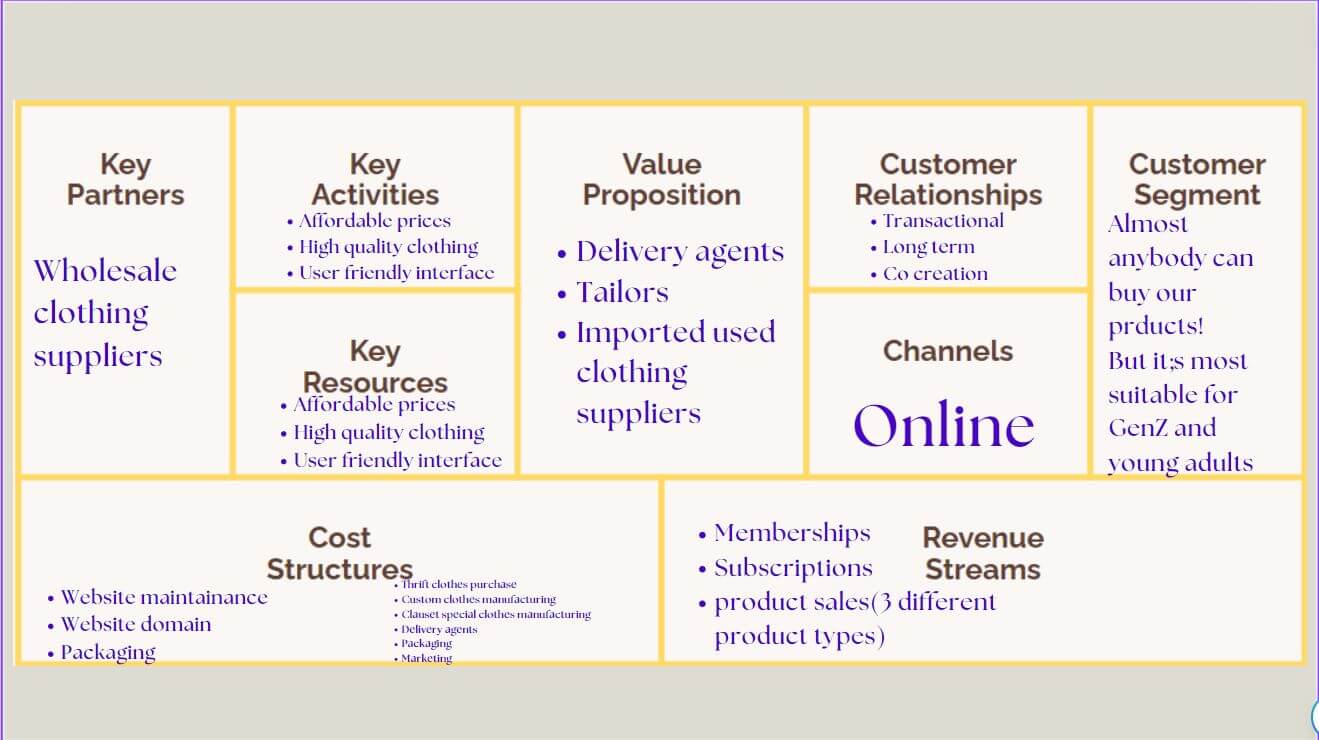 Key
Partners
Wholesale
clothing
suppliers
Key
Activities
• Affordable prices
• High quality clothing
• User friendly interface
Key
Resources
• Affordable prices
• High quality clothing
• User friendly interface
Value
Proposition
• Delivery agents
• Tailors
• Imported used
clothing
suppliers
Customer
Relationships
• Transactional
• Long term
• Co creation
Channels
Online
Customer
Segment
Almost
anybody can
buy our
prducts!
But it;s most
suitable for
GenZ and
young adults
Cost
Structures
• Website maintainance
• Website domain
• Packaging
• Thrift clothes purchase
• Custom clothes manufacturing
• Clauset special clothes manufacturing
• Delivery agents
• Packaging
• Marketing
Revenue
Streams
• Memberships
• Subscriptions
• product sales(3 different
product types)